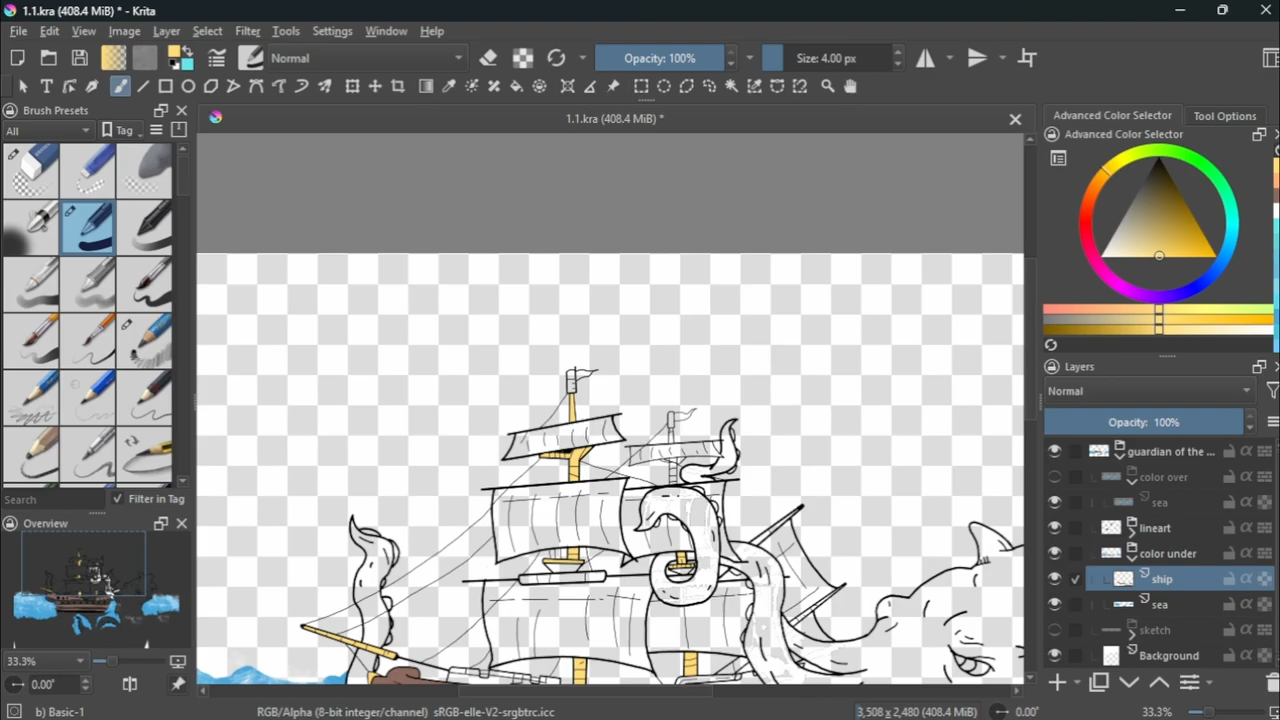 1.1.kra (408.4 MiB) * - Krita
File Edit View Image Layer Select Filter Tools Settings Window Help
Normal
Opacity: 100%
Size: 4.00 px
Brush Presets
1.1.kra (408.4 MiB) *
Advanced Color Selector
Tool Options
All
Tag
Advanced Color Selector
Layers
Normal
Opacity: 100%
guardian of the ...
color over
sea
lineart
color under
ship
sea
sketch
Background
Search
Filter in Tag
Overview
33.3%
0.00°
b) Basic-1
RGB/Alpha (8-bit integer/channel) sRGB-elle-V2-srgbtrc.icc
3,508 x 2,480 (408.4 MiB)
0.00°
33.3%